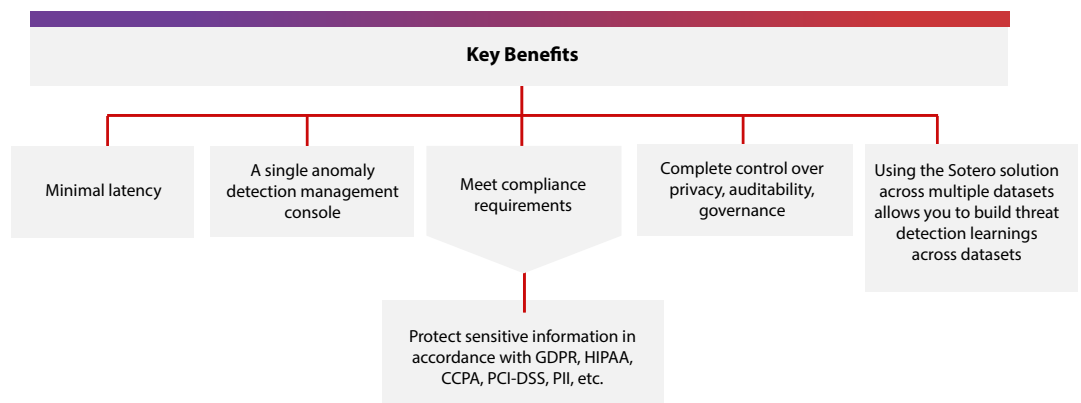 Key Benefits
Minimal latency
A single anomaly
detection management
console
Meet compliance
requirements
Complete control over
privacy, auditability,
governance
Using the Sotero solution
across multiple datasets
allows you to build threat
detection learnings
across datasets
Protect sensitive information in
accordance with GDPR, HIPAA,
CCPA, PCI-DSS, PII, etc.